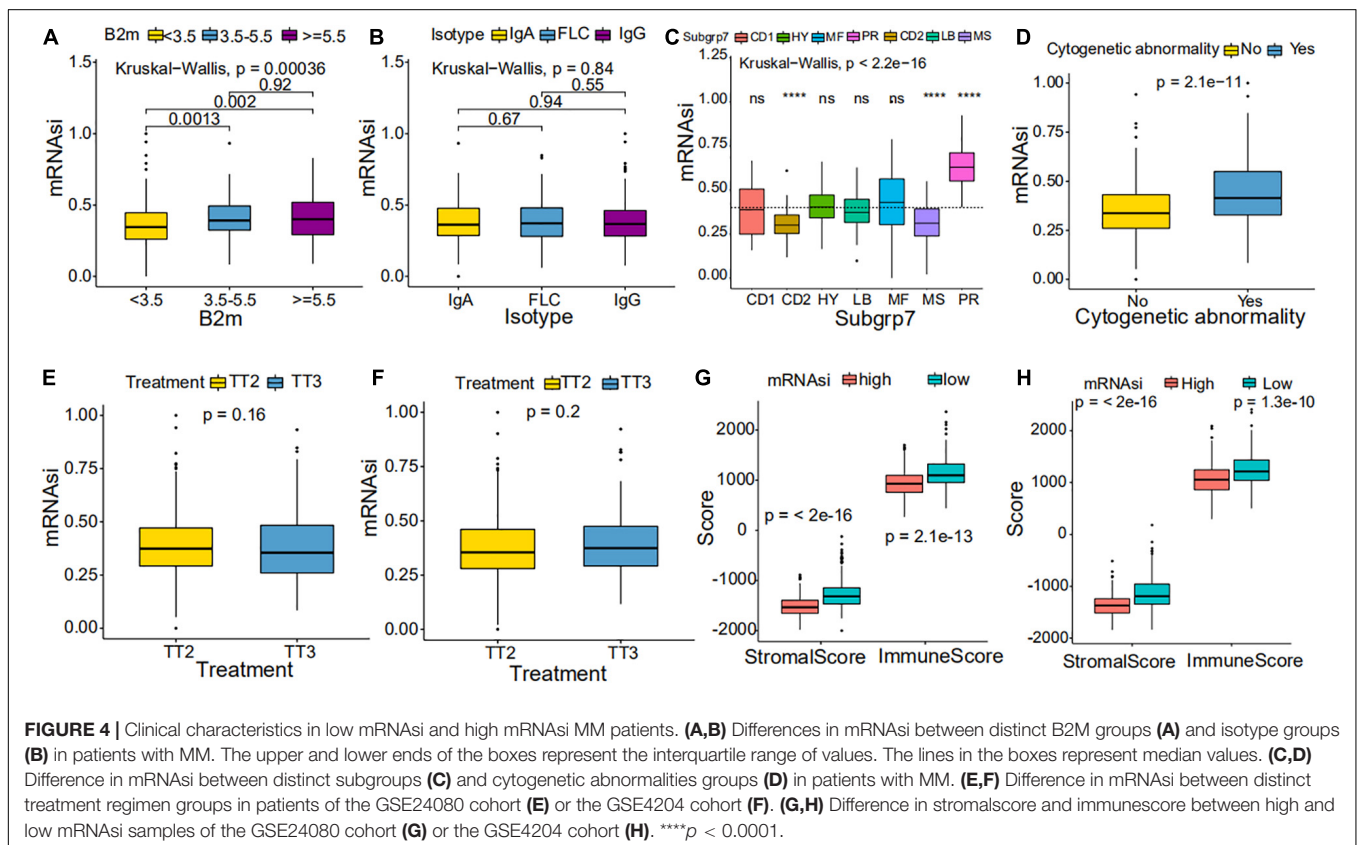 A B2m <3.5 3.5-5.5 >=5.5
Kruskal-Wallis, p = 0.00036
0.92
0.002
0.0013
1.5
1.0
0.5
0.0
mRNAsi
<3.5 3.5-5.5 >=5.5
B2m
B Isotype IgA FLC IgG
Kruskal-Wallis, p = 0.84
0.55
0.94
0.67
1.5
1.0
0.5
0.0
mRNAsi
IgA FLC IgG
Isotype
C Subgrp7 CD1 HY MF PR CD2 LB MS
Kruskal-Wallis, p < 2.2e-16
ns **** ns ns ns **** ****
1.25
1.00
0.75
0.50
0.25
0.00
mRNAsi
CD1 CD2 HY LB MF MS PR
Subgrp7
D Cytogenetic abnormality No Yes
p = 2.1e-11
1.00
0.75
0.50
0.25
0.00
mRNAsi
No Yes
Cytogenetic abnormality
E Treatment TT2 TT3
p = 0.16
1.00
0.75
0.50
0.25
0.00
mRNAsi
TT2 TT3
Treatment
F Treatment TT2 TT3
p = 0.2
1.00
0.75
0.50
0.25
0.00
mRNAsi
TT2 TT3
Treatment
G mRNAsi high low
2000
1000
0
-1000
-2000
Score
p = < 2e-16
p = 2.1e-13
StromalScore ImmuneScore
H mRNAsi High Low
p = < 2e-16 p = 1.3e-10
2000
1000
0
-1000
-2000
Score
StromalScore ImmuneScore
FIGURE 4 | Clinical characteristics in low mRNAsi and high mRNAsi MM patients. (A,B) Differences in mRNAsi between distinct B2M groups (A) and isotype groups
(B) in patients with MM. The upper and lower ends of the boxes represent the interquartile range of values. The lines in the boxes represent median values. (C,D)
Difference in mRNAsi between distinct subgroups (C) and cytogenetic abnormalities groups (D) in patients with MM. (E,F) Difference in mRNAsi between distinct
treatment regimen groups in patients of the GSE24080 cohort (E) or the GSE4204 cohort (F). (G,H) Difference in stromalscore and immunescore between high and
low mRNAsi samples of the GSE24080 cohort (G) or the GSE4204 cohort (H). ****p < 0.0001.